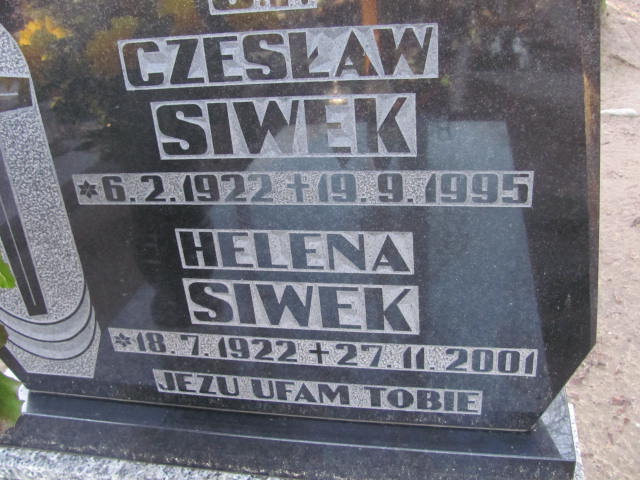 CZESŁAW
SIWEK
*6.2.1922 †19.9.1995
HELENA
SIWEK
*18.7.1922 †27.11.2001
JEZU UFAM TOBIE